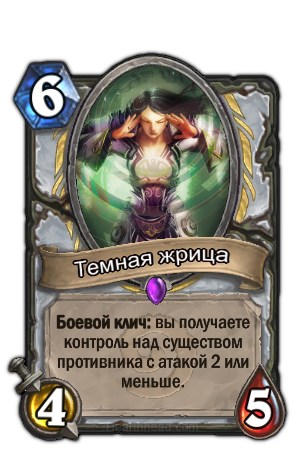 6
Темная жрица
Боевой клич: вы получаете
контроль над существом
противника с атакой 2 или
меньше.
4
5